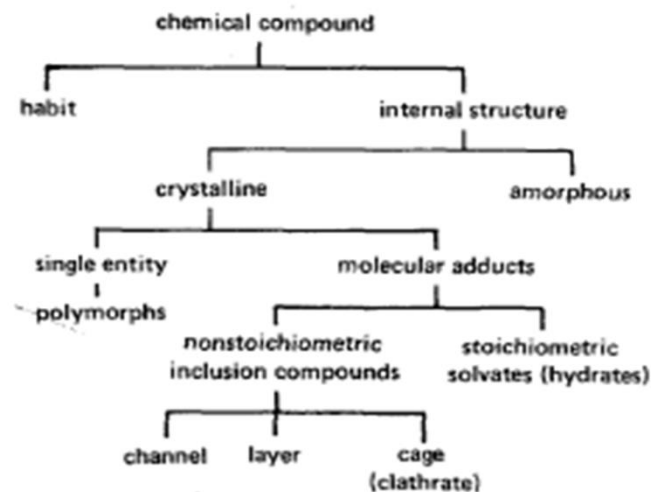 chemical compound
habit
internal structure
crystalline
amorphous
single entity
molecular adducts
polymorphs
nonstoichiometric
inclusion compounds
stoichiometric
solvates (hydrates)
channel
layer
cage
(clathrate)